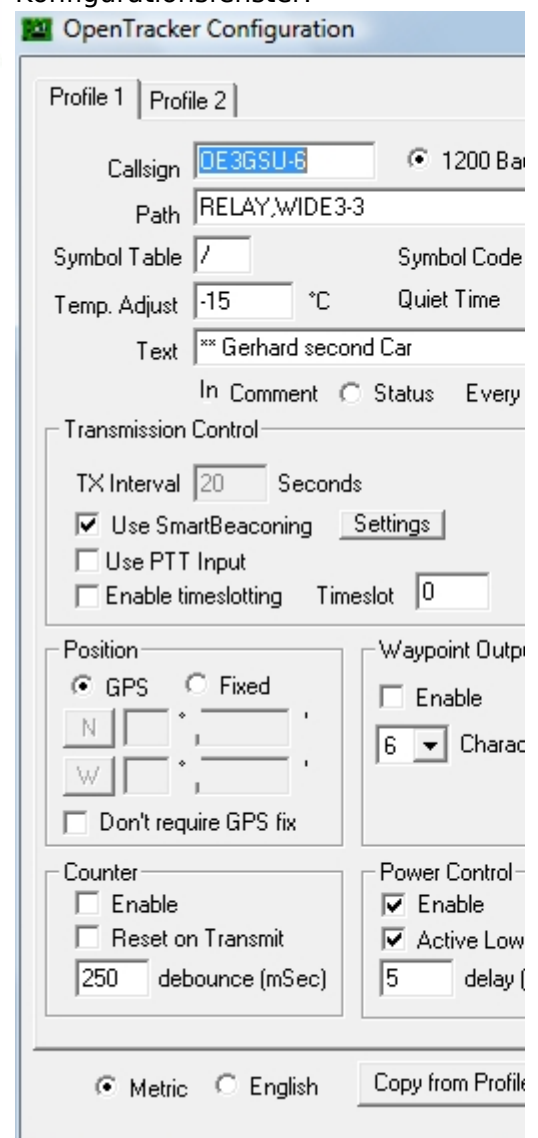 OpenTracker Configuration
Profile 1 Profile 2
Callsign OE3GSU-6 1200
Path RELAY,WIDE3-3
Symbol Table / Symbol Code
Temp. Adjust -15 °C Quiet Time
Text ** Gerhard second Car
In Comment Status Every
Transmission Control
TX Interval 20 Seconds
Use SmartBeaconing Settings
Use PTT Input
Enable timeslotting Timeslot 0
Position Waypoint
GPS Fixed Enable
N ° , '
6
W ° , '
Don't require GPS fix
Counter Power Control
Enable Enable
Reset on Transmit Active Low
250 debounce (mSec) 5 delay (
Metric English Copy from Profile